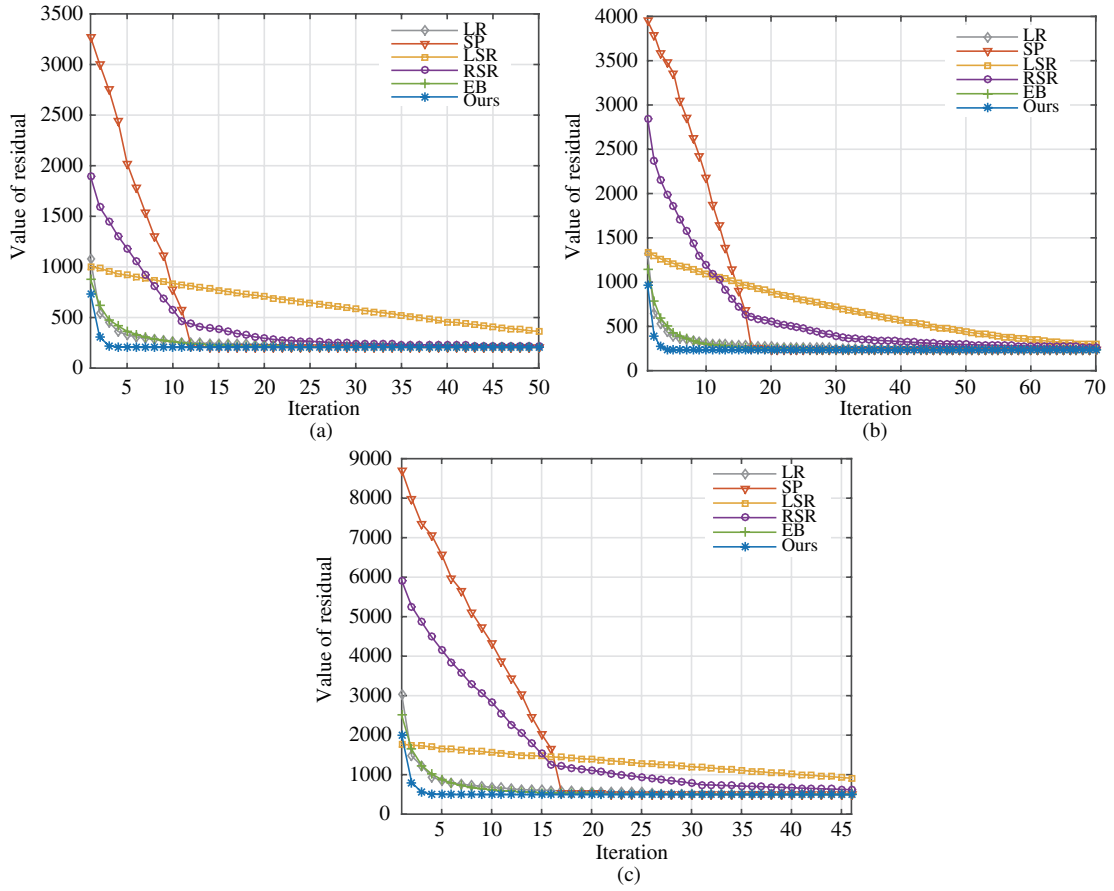 3500
3000
2500
2000
1500
1000
500
0
Value of residual
LR
SP
LSR
RSR
EB
Ours
5 10 15 20 25 30 35 40 45 50
Iteration
(a)
4000
3500
3000
2500
2000
1500
1000
500
0
Value of residual
LR
SP
LSR
RSR
EB
Ours
10 20 30 40 50 60 70
Iteration
(b)
9000
8000
7000
6000
5000
4000
3000
2000
1000
0
Value of residual
LR
SP
LSR
RSR
EB
Ours
5 10 15 20 25 30 35 40 45
Iteration
(c)